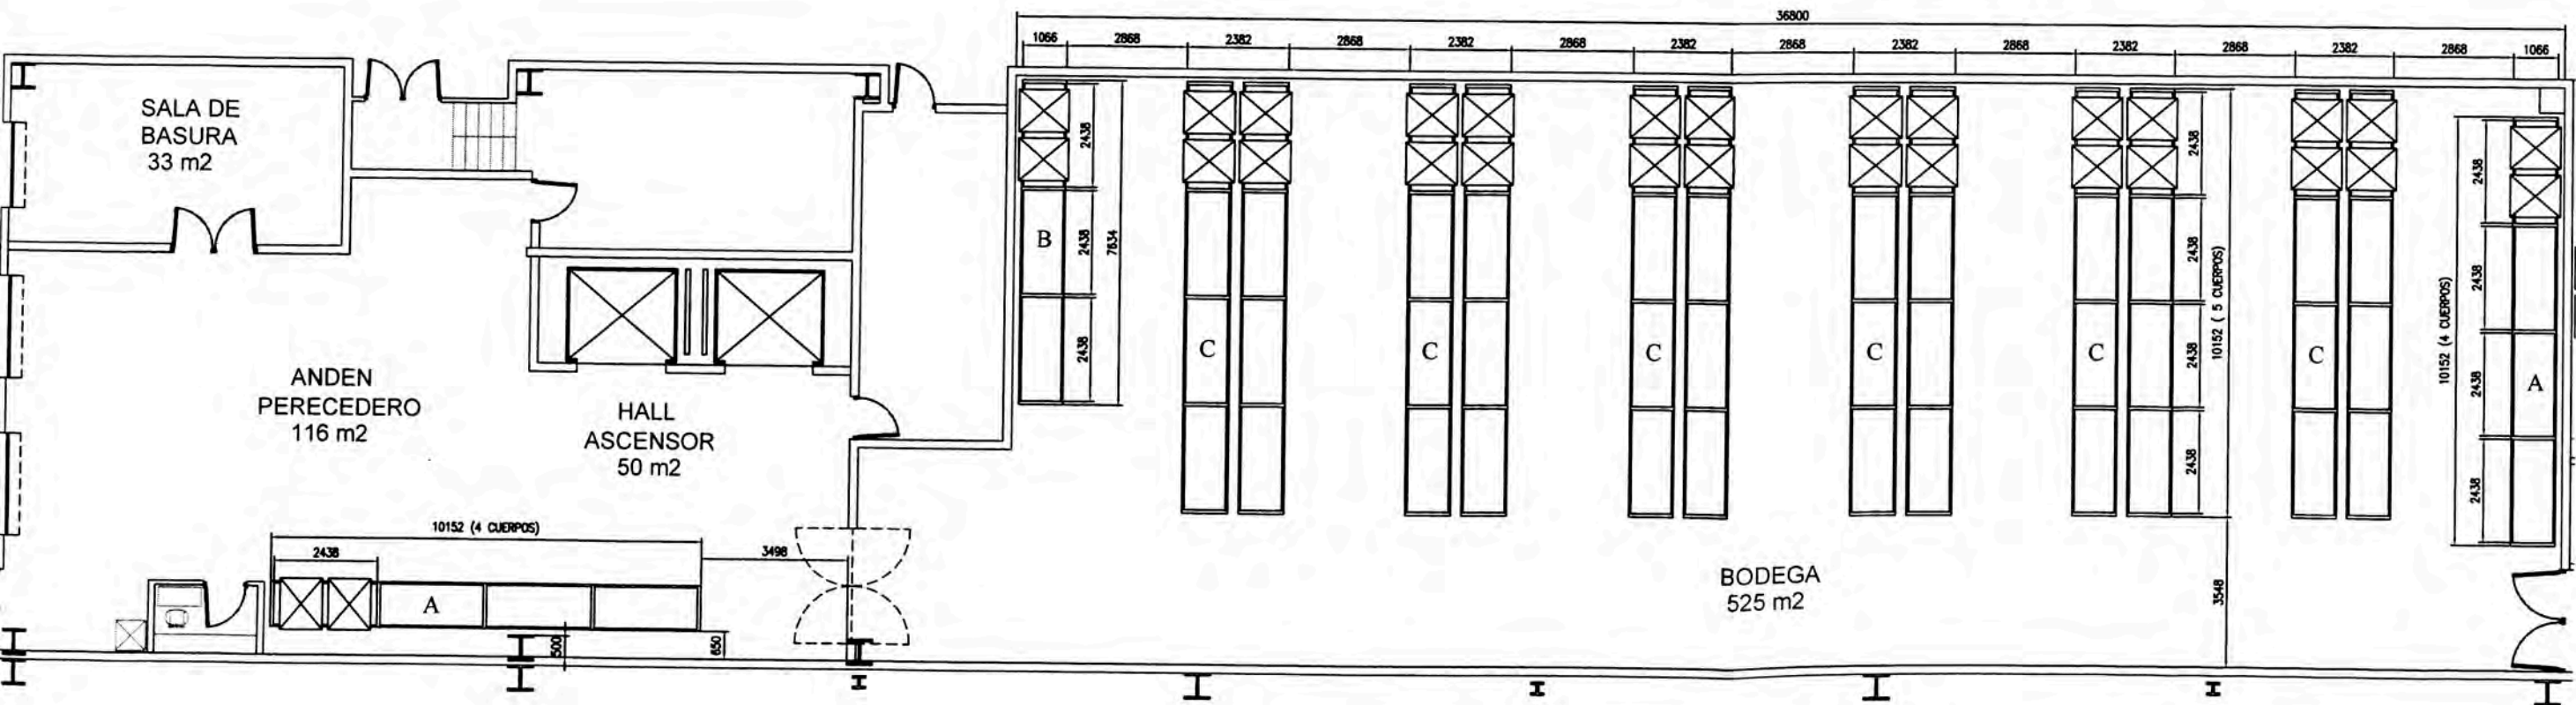 36800
1066
2868
2382
2868
2382
2868
2382
2868
2382
2868
2382
2868
2382
2868
1066
SALA DE
BASURA
33 m2
2438
2438
2438
7634
B
2438
2438
2438
2438
10152 ( 5 CUERPOS)
3548
2438
2438
2438
2438
10152 (4 CUERPOS)
C
C
C
C
C
C
A
ANDEN
PERECEDERO
116 m2
HALL
ASCENSOR
50 m2
10152 (4 CUERPOS)
2438
3498
A
500
650
BODEGA
525 m2